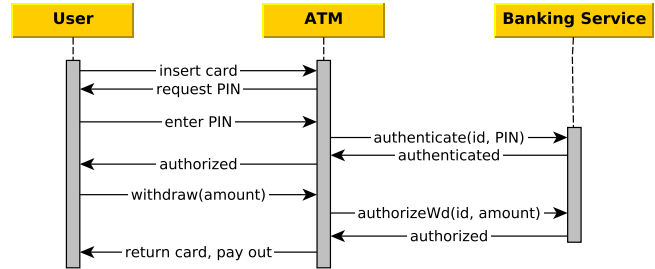 User
ATM
Banking Service
insert card
request PIN
enter PIN
authenticate(id, PIN)
authenticated
authorized
withdraw(amount)
authorizeWd(id, amount)
authorized
return card, pay out